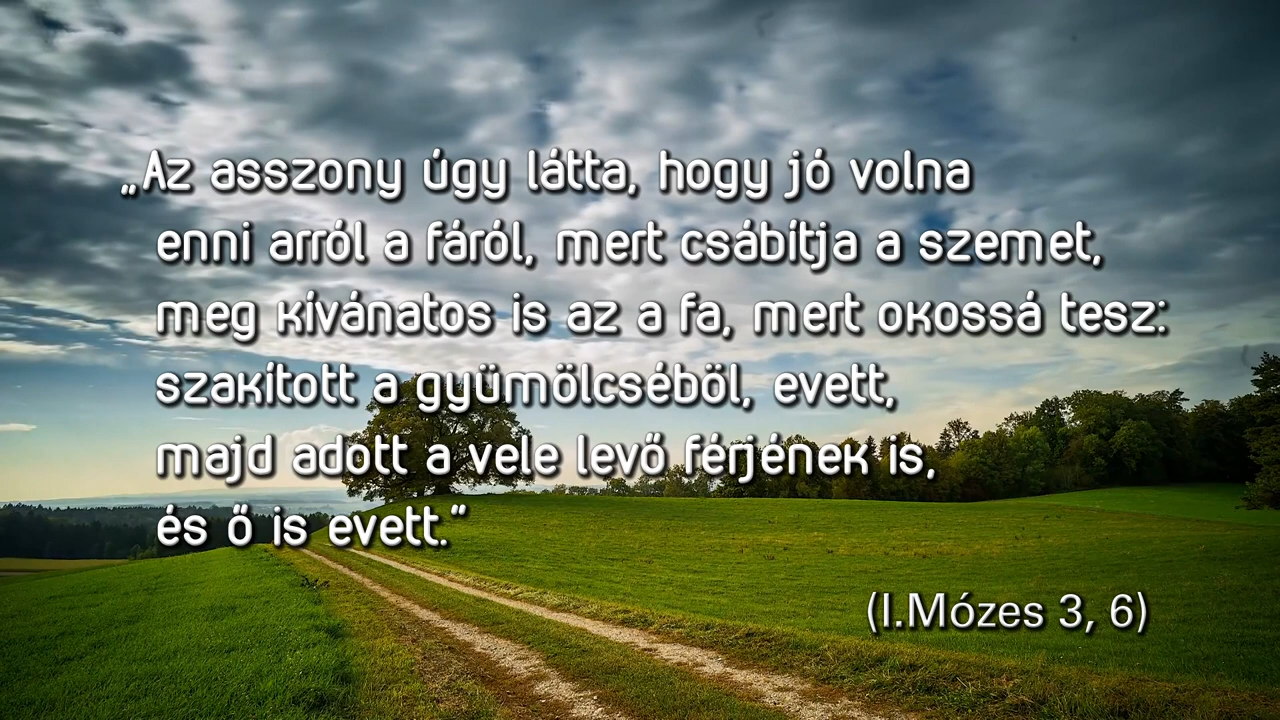 „Az asszony úgy látta, hogy jó volna
enni arról a fáról, mert csábítja a szemet,
meg kívánatos is az a fa, mert okossá tesz:
szakított a gyümölcséböl, evett,
majd adott a vele levő férjének is,
és ő is evett.”
(I.Mózes 3, 6)